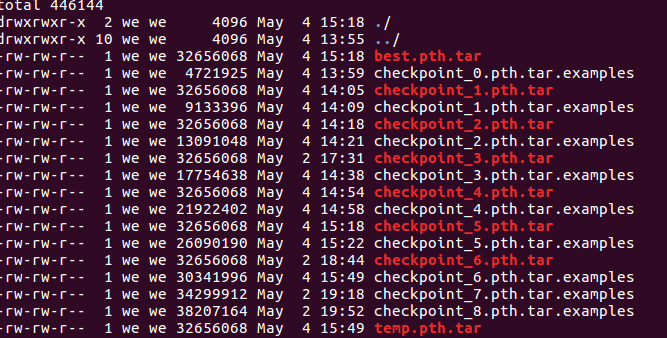 total 446144
drwxrwxr-x  2 we we     4096 May  4 15:18 ./
drwxrwxr-x 10 we we     4096 May  4 13:55 ../
-rw-rw-r--  1 we we 32656068 May  4 15:18 best.pth.tar
-rw-rw-r--  1 we we  4721925 May  4 13:59 checkpoint_0.pth.tar.examples
-rw-rw-r--  1 we we 32656068 May  4 14:05 checkpoint_1.pth.tar
-rw-rw-r--  1 we we  9133396 May  4 14:09 checkpoint_1.pth.tar.examples
-rw-rw-r--  1 we we 32656068 May  4 14:18 checkpoint_2.pth.tar
-rw-rw-r--  1 we we 13091048 May  4 14:21 checkpoint_2.pth.tar.examples
-rw-rw-r--  1 we we 32656068 May  2 17:31 checkpoint_3.pth.tar
-rw-rw-r--  1 we we 17754638 May  4 14:38 checkpoint_3.pth.tar.examples
-rw-rw-r--  1 we we 32656068 May  4 14:54 checkpoint_4.pth.tar
-rw-rw-r--  1 we we 21922402 May  4 14:58 checkpoint_4.pth.tar.examples
-rw-rw-r--  1 we we 32656068 May  4 15:18 checkpoint_5.pth.tar
-rw-rw-r--  1 we we 26090190 May  4 15:22 checkpoint_5.pth.tar.examples
-rw-rw-r--  1 we we 32656068 May  2 18:44 checkpoint_6.pth.tar
-rw-rw-r--  1 we we 30341996 May  4 15:49 checkpoint_6.pth.tar.examples
-rw-rw-r--  1 we we 34299912 May  2 19:18 checkpoint_7.pth.tar.examples
-rw-rw-r--  1 we we 38207164 May  2 19:52 checkpoint_8.pth.tar.examples
-rw-rw-r--  1 we we 32656068 May  4 15:49 temp.pth.tar